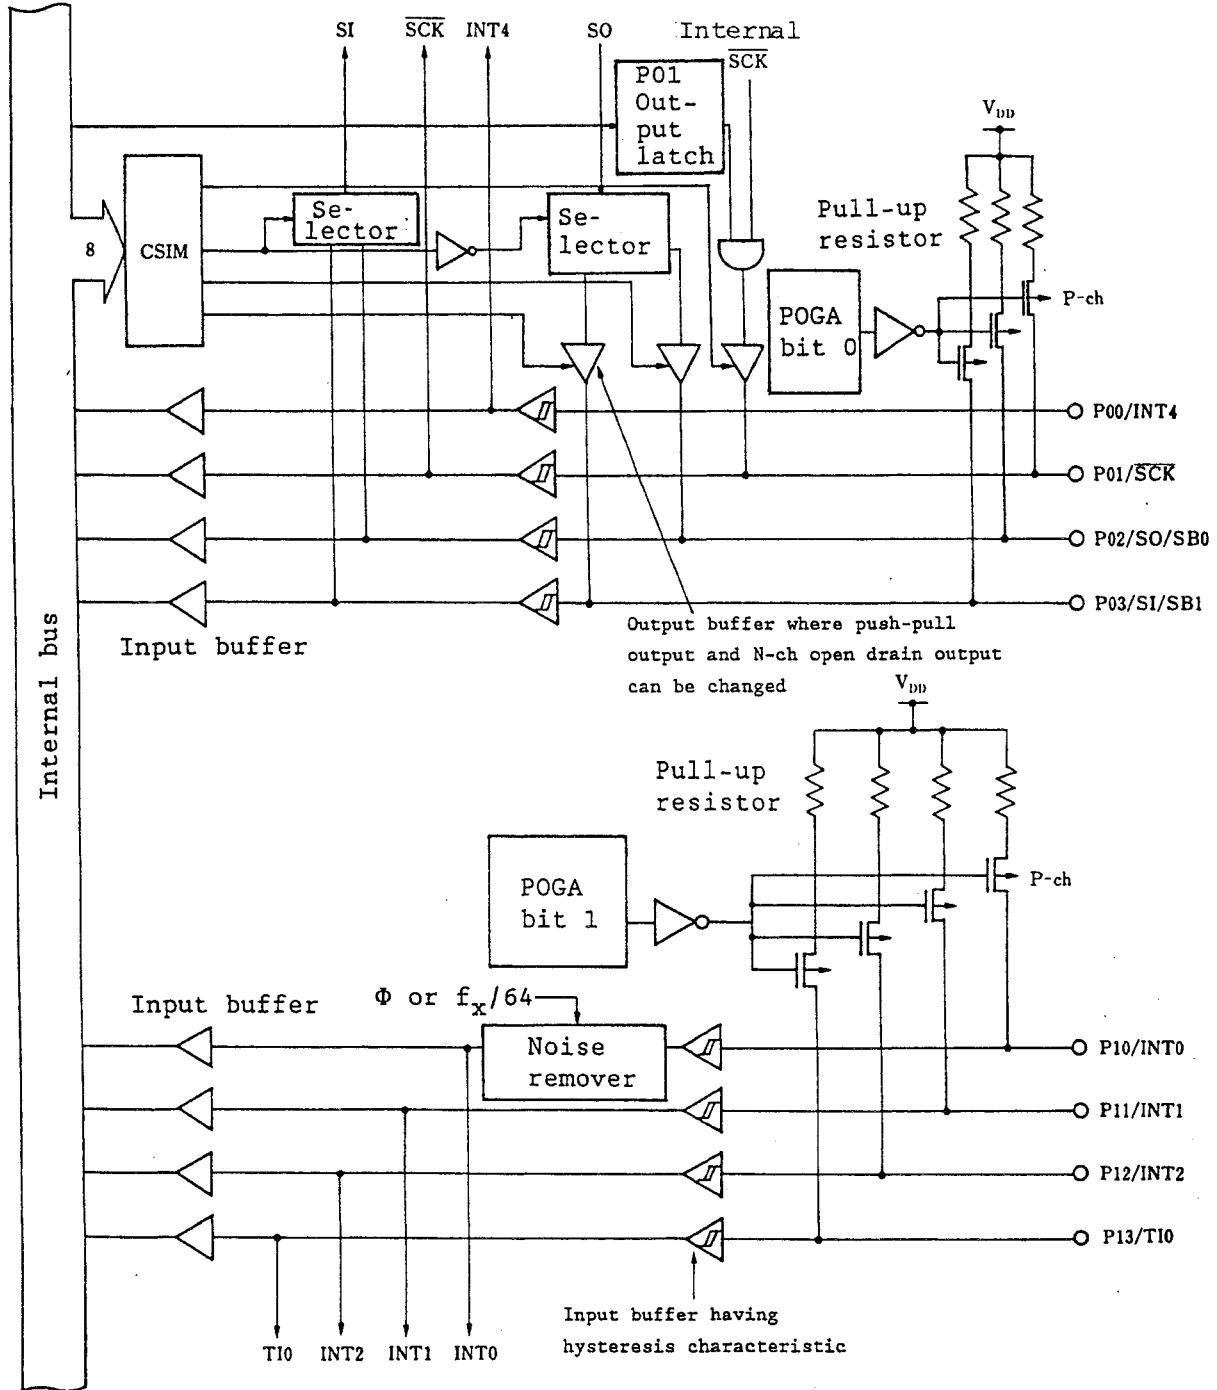 SI
SCK
INT4
SO
Internal
SCK
P01
Out-
put
latch
VDD
Se-
lector
Se-
lector
Pull-up
resistor
8
CSIM
POGA
bit 0
P-ch
P00/INT4
P01/SCK
P02/SO/SB0
P03/SI/SB1
Input buffer
Output buffer where push-pull
output and N-ch open drain output
can be changed
Internal bus
VDD
Pull-up
resistor
POGA
bit 1
P-ch
Input buffer
Φ or fx/64
Noise
remover
P10/INT0
P11/INT1
P12/INT2
P13/TI0
Input buffer having
hysteresis characteristic
TI0
INT2
INT1
INT0